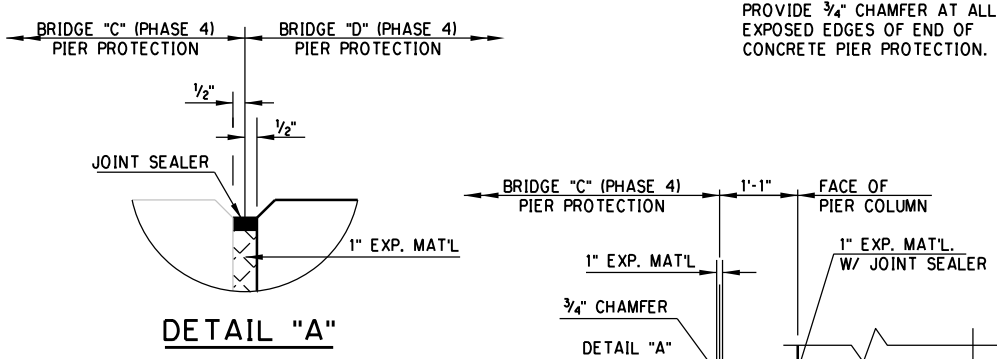 PROVIDE 3/4" CHAMFER AT ALL
EXPOSED EDGES OF END OF
CONCRETE PIER PROTECTION.
BRIDGE "C" (PHASE 4)
PIER PROTECTION
BRIDGE "D" (PHASE 4)
PIER PROTECTION
1/2"
1/2"
JOINT SEALER
1" EXP. MAT'L
DETAIL "A"
BRIDGE "C" (PHASE 4)
PIER PROTECTION
1'-1"
FACE OF
PIER COLUMN
1" EXP. MAT'L
1" EXP. MAT'L.
W/ JOINT SEALER
3/4" CHAMFER
DETAIL "A"